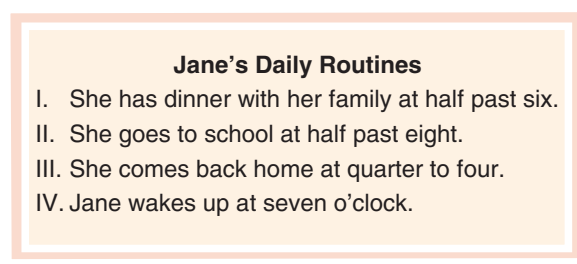 Jane’s Daily Routines
I. She has dinner with her family at half past six.
II. She goes to school at half past eight.
III. She comes back home at quarter to four.
IV. Jane wakes up at seven o’clock.